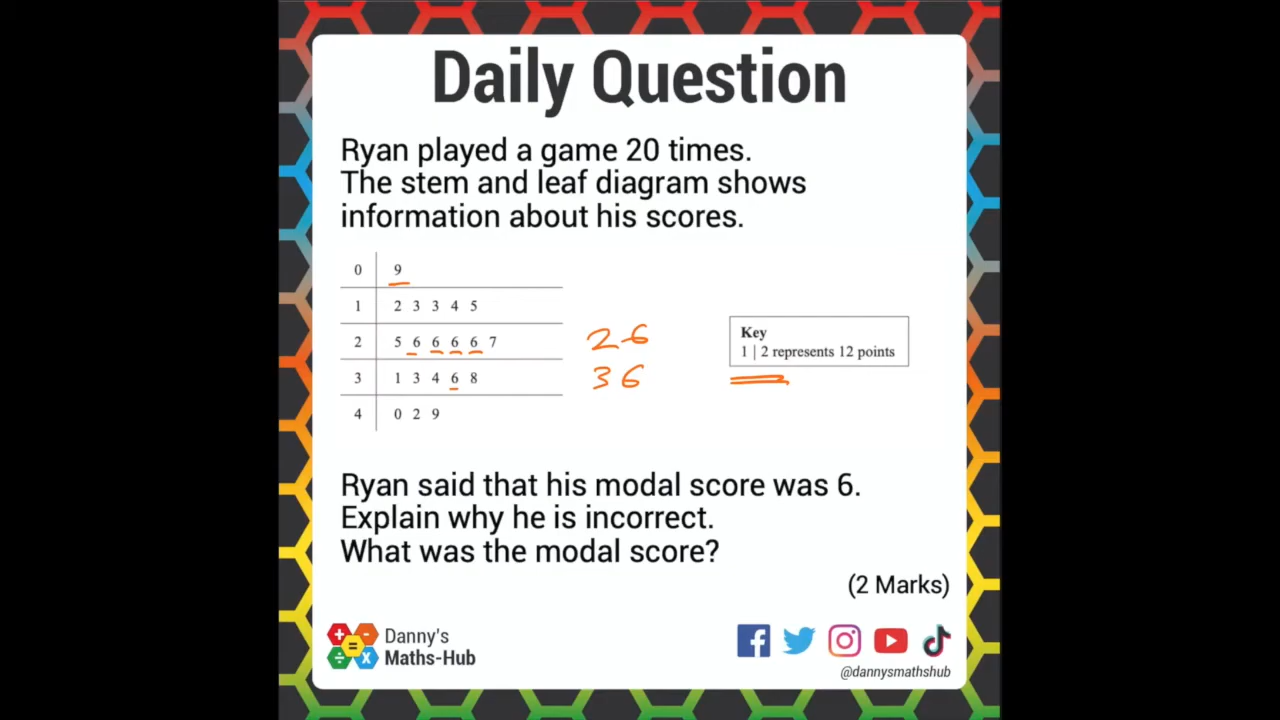 Daily Question
Ryan played a game 20 times.
The stem and leaf diagram shows
information about his scores.
0 9
1 2 3 3 4 5
2 5 6 6 6 6 7
3 1 3 4 6 8
4 0 2 9
26
36
Key
1 | 2 represents 12 points
Ryan said that his modal score was 6.
Explain why he is incorrect.
What was the modal score?
(2 Marks)
+ -
=
÷ x
Danny's
Maths-Hub
@dannysmathshub